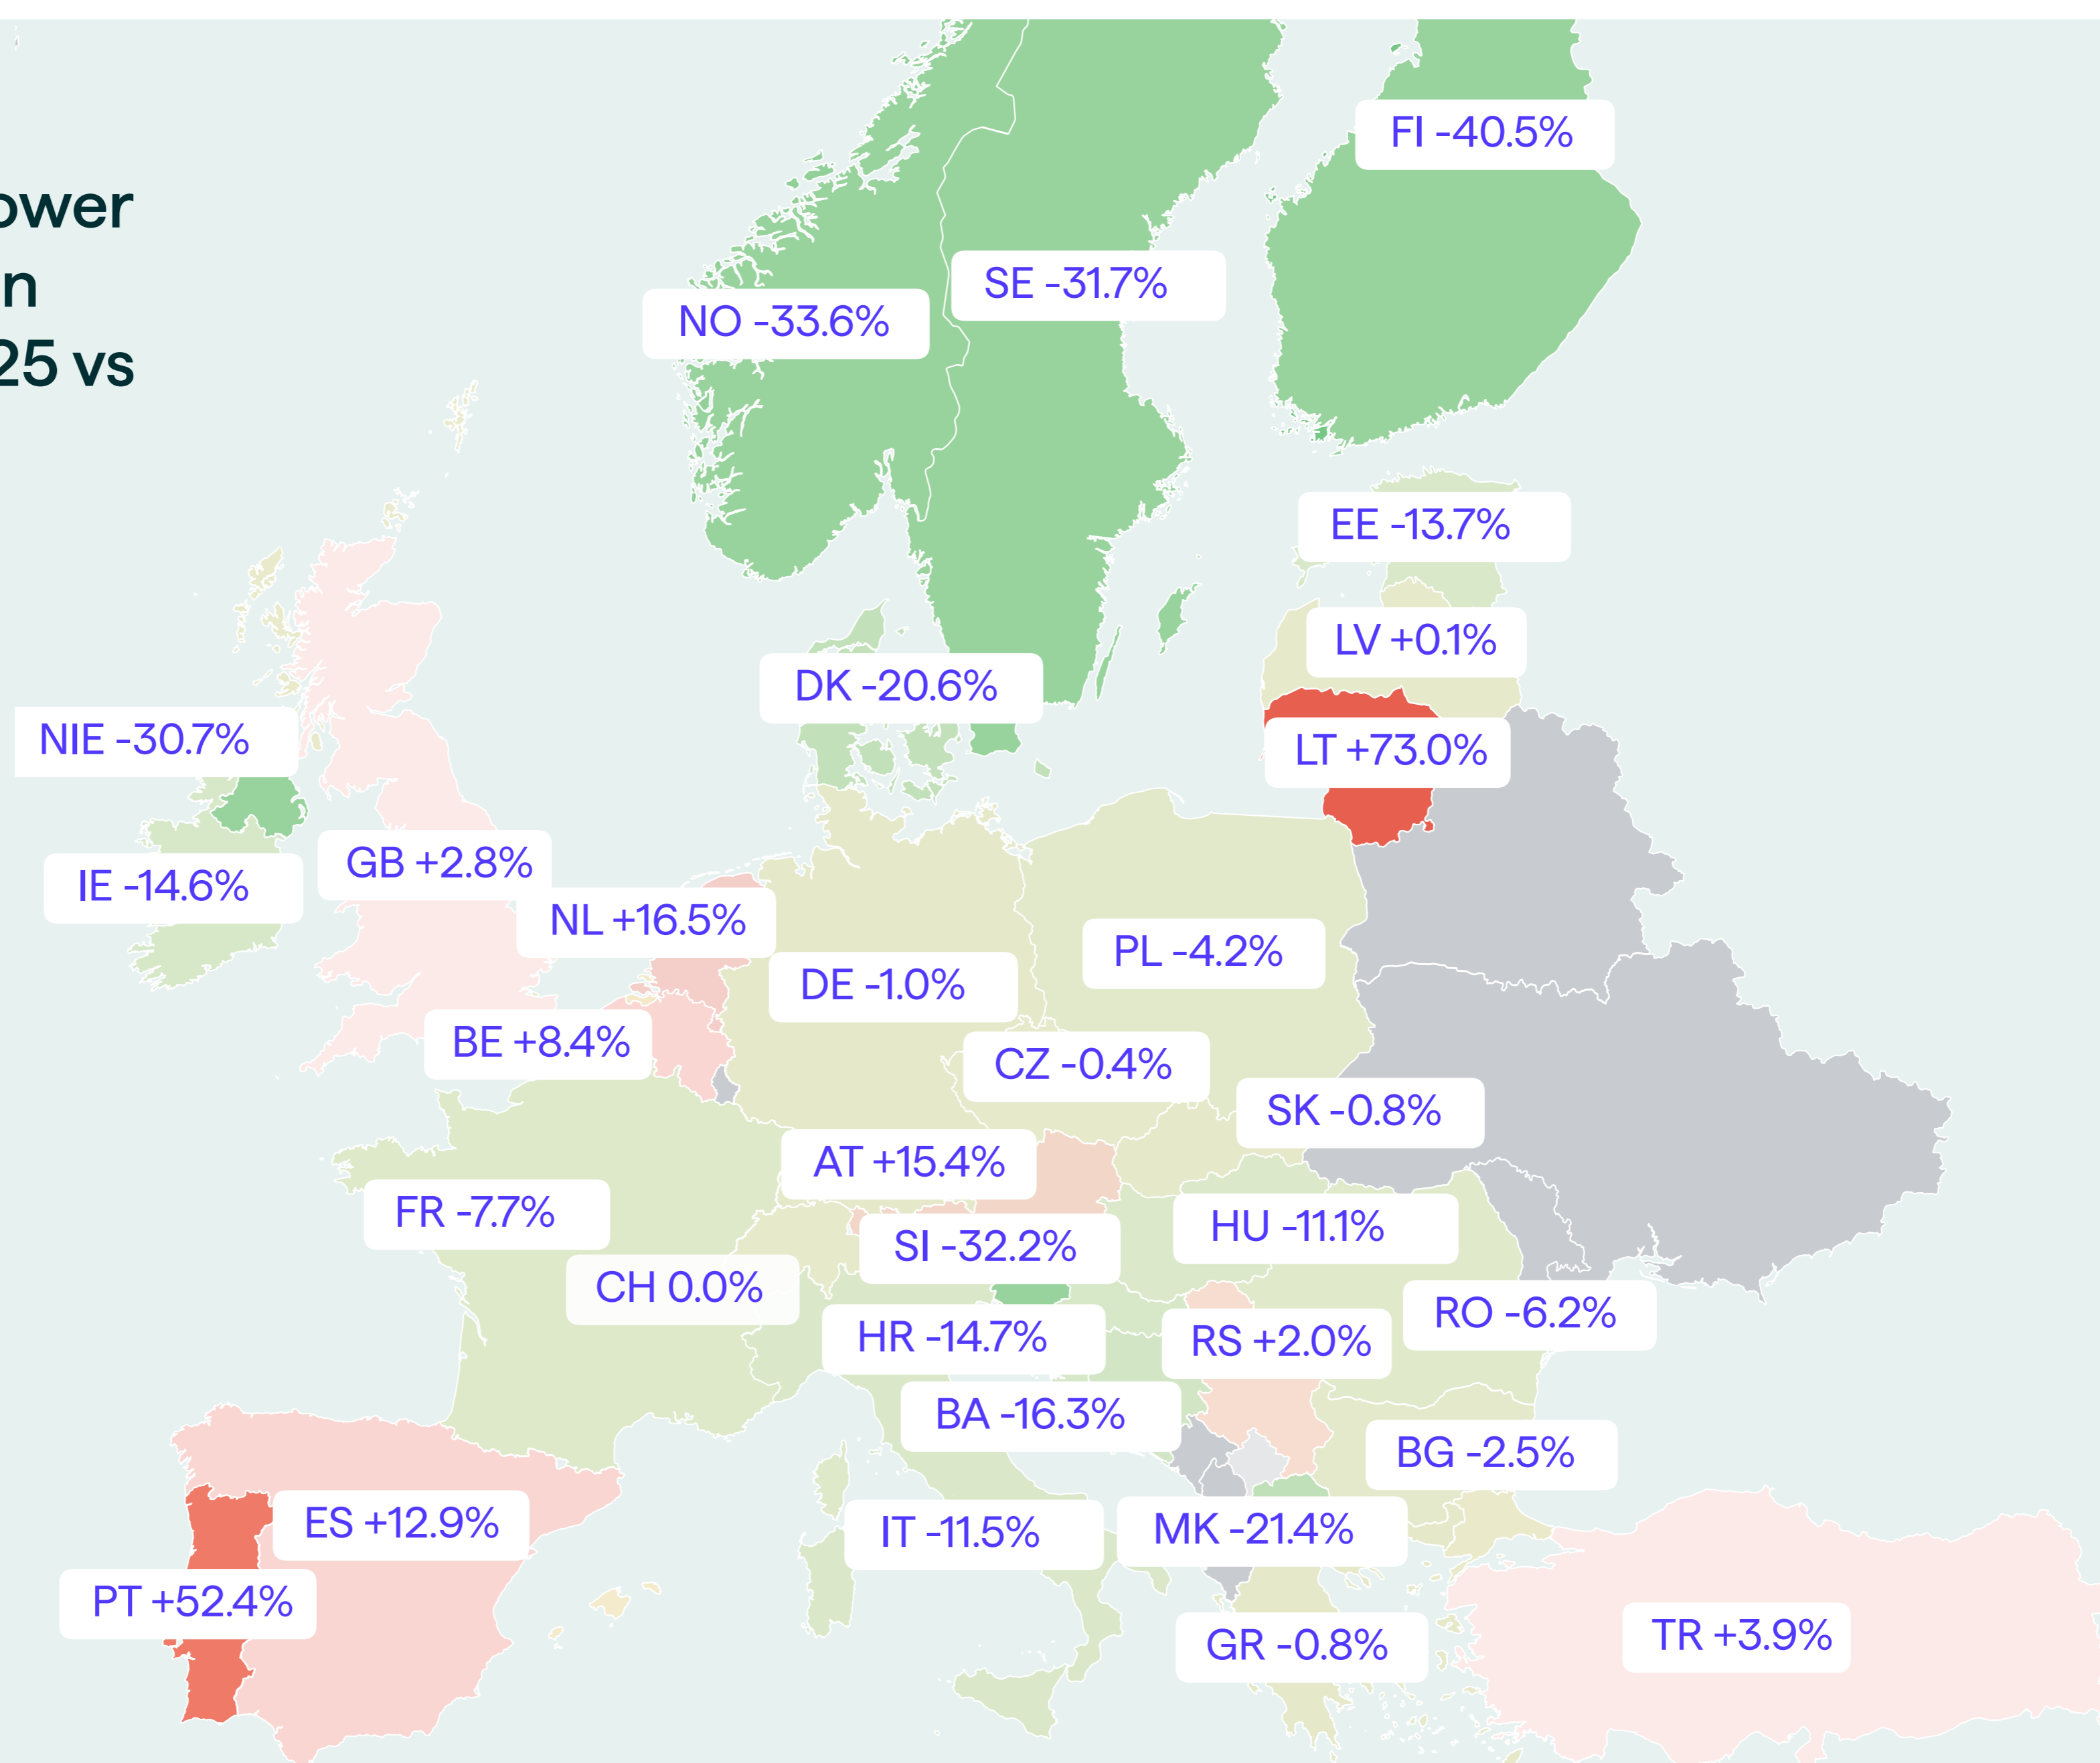 ower
n
25 vs
FI -40.5%
SE -31.7%
NO -33.6%
EE -13.7%
LV +0.1%
DK -20.6%
NIE -30.7%
LT +73.0%
GB +2.8%
IE -14.6%
NL +16.5%
PL -4.2%
DE -1.0%
BE +8.4%
CZ -0.4%
SK -0.8%
AT +15.4%
FR -7.7%
HU -11.1%
SI -32.2%
CH 0.0%
RO -6.2%
HR -14.7%
RS +2.0%
BA -16.3%
BG -2.5%
ES +12.9%
IT -11.5%
MK -21.4%
PT +52.4%
GR -0.8%
TR +3.9%